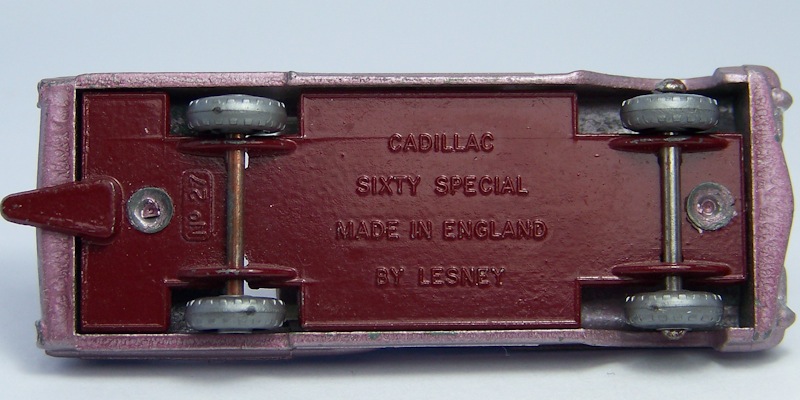 CADILLAC
SIXTY SPECIAL
MADE IN ENGLAND
BY LESNEY
No 27